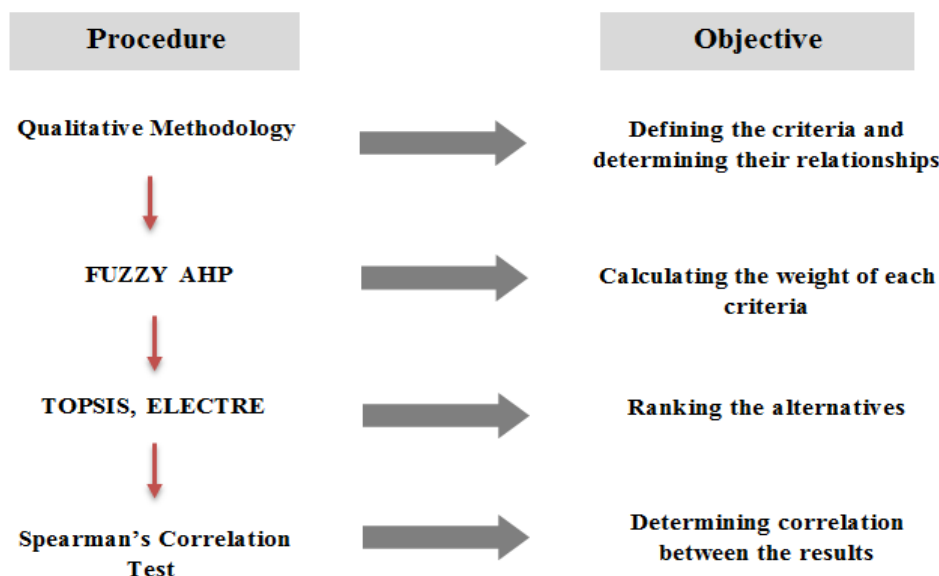 Procedure
Objective
Qualitative Methodology
Defining the criteria and
determining their relationships
FUZZY AHP
Calculating the weight of each
criteria
TOPSIS, ELECTRE
Ranking the alternatives
Spearman’s Correlation
Test
Determining correlation
between the results